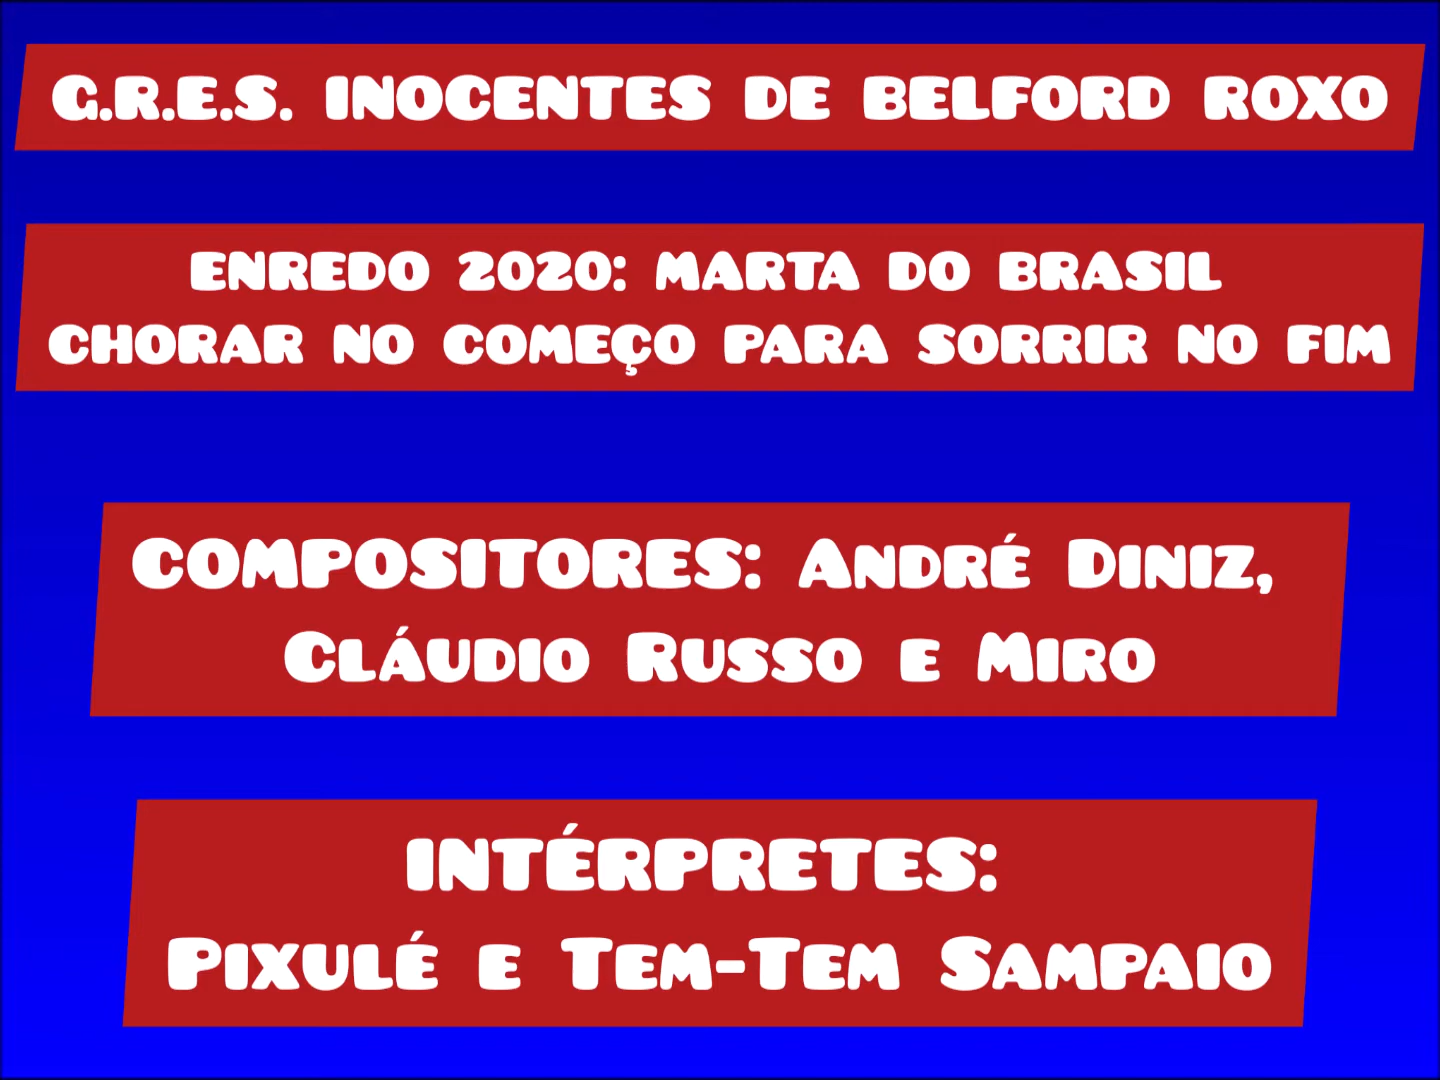 G.R.E.S. INOCENTES DE BELFORD ROXO
ENREDO 2020: MARTA DO BRASIL
CHORAR NO COMEÇO PARA SORRIR NO FIM
COMPOSITORES: ANDRÉ DINIZ,
CLÁUDIO RUSSO E MIRO
INTÉRPRETES:
PIXULÉ E TEM-TEM SAMPAIO